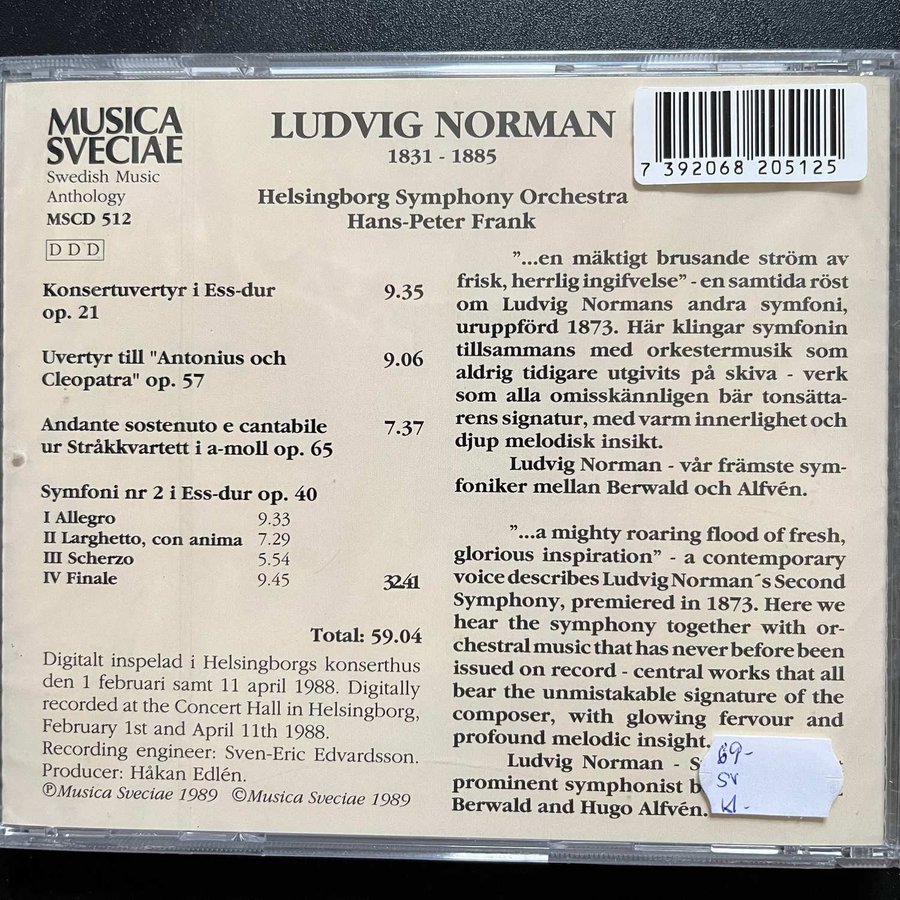 MUSICA
SVECIAE
Swedish Music
Anthology
MSCD 512
DDD
LUDVIG NORMAN
1831 - 1885
Helsingborg Symphony Orchestra
Hans-Peter Frank
7 392068 205125
Konsertuvertyr i Ess-dur 9.35
op. 21
Uvertyr till "Antonius och 9.06
Cleopatra" op. 57
Andante sostenuto e cantabile 7.37
ur Stråkkvartett i a-moll op. 65
Symfoni nr 2 i Ess-dur op. 40
I Allegro 9.33
II Larghetto, con anima 7.29
III Scherzo 5.54
IV Finale 9.45 32.41
Total: 59.04
Digitalt inspelad i Helsingborgs konserthus
den 1 februari samt 11 april 1988. Digitally
recorded at the Concert Hall in Helsingborg,
February 1st and April 11th 1988.
Recording engineer: Sven-Eric Edvardsson.
Producer: Håkan Edlén.
℗Musica Sveciae 1989 ©Musica Sveciae 1989
”...en mäktigt brusande ström av
frisk, herrlig ingifvelse” - en samtida röst
om Ludvig Normans andra symfoni,
uruppförd 1873. Här klingar symfonin
tillsammans med orkestermusik som
aldrig tidigare utgivits på skiva - verk
som alla omisskännligen bär tonsätta-
rens signatur, med varm innerlighet och
djup melodisk insikt.
Ludvig Norman - vår främste sym-
foniker mellan Berwald och Alfvén.
”...a mighty roaring flood of fresh,
glorious inspiration” - a contemporary
voice describes Ludvig Norman´s Second
Symphony, premiered in 1873. Here we
hear the symphony together with or-
chestral music that has never before been
issued on record - central works that all
bear the unmistakable signature of the
composer, with glowing fervour and
profound melodic insight.
Ludvig Norman -
prominent symphonist
Berwald and Hugo Alfvén.
69-
SV
kl-